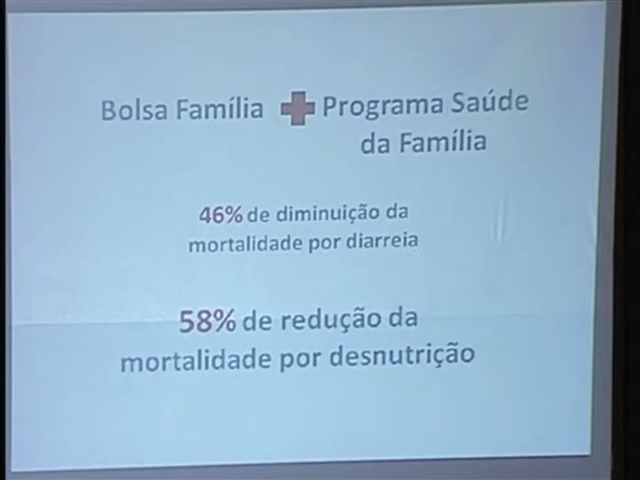 Bolsa Família + Programa Saúde
da Família
46% de diminuição da
mortalidade por diarreia
58% de redução da
mortalidade por desnutrição